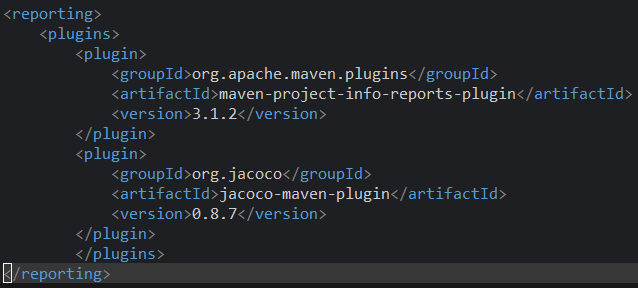 <reporting>
    <plugins>
        <plugin>
            <groupId>org.apache.maven.plugins</groupId>
            <artifactId>maven-project-info-reports-plugin</artifactId>
            <version>3.1.2</version>
        </plugin>
        <plugin>
            <groupId>org.jacoco</groupId>
            <artifactId>jacoco-maven-plugin</artifactId>
            <version>0.8.7</version>
        </plugin>
        </plugins>
</reporting>